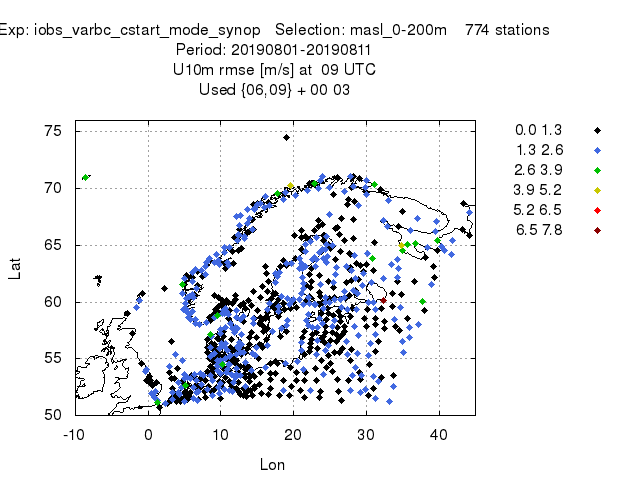 Exp: iobs_varbc_cstart_mode_synop Selection: masl_0-200m 774 stations
Period: 20190801-20190811
U10m rmse [m/s] at 09 UTC
Used {06,09} + 00 03
0.0 1.3
1.3 2.6
2.6 3.9
3.9 5.2
5.2 6.5
6.5 7.8
75
70
65
60
55
50
Lat
-10 0 10 20 30 40
Lon